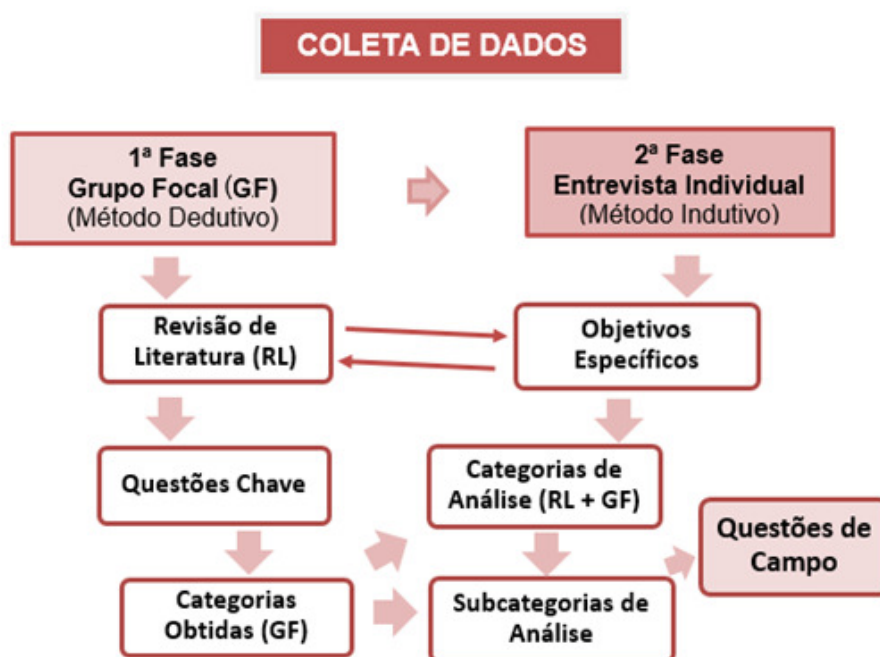 COLETA DE DADOS
1ª Fase
Grupo Focal (GF)
(Método Dedutivo)
2ª Fase
Entrevista Individual
(Método Indutivo)
Revisão de
Literatura (RL)
Objetivos
Específicos
Questões Chave
Categorias de
Análise (RL + GF)
Questões de
Campo
Categorias
Obtidas (GF)
Subcategorias de
Análise